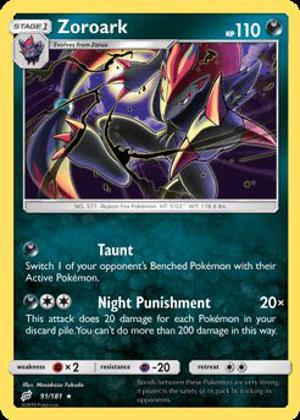 STAGE 1
Zoroark
HP 110
Evolves from Zorua
NO. 571 Illusion Fox Pokémon HT: 5'03" WT: 178.8 lbs.
Taunt
Switch 1 of your opponent's Benched Pokémon with their
Active Pokémon.
Night Punishment 20×
This attack does 20 damage for each Pokémon in your
discard pile. You can't do more than 200 damage in this way.
weakness ×2 resistance -20 retreat
Illus. Masakazu Fukuda
91/181 ★
©2019 Pokémon
Bonds between these Pokémon are very strong.
It protects the safety of its pack by tricking its
opponents.